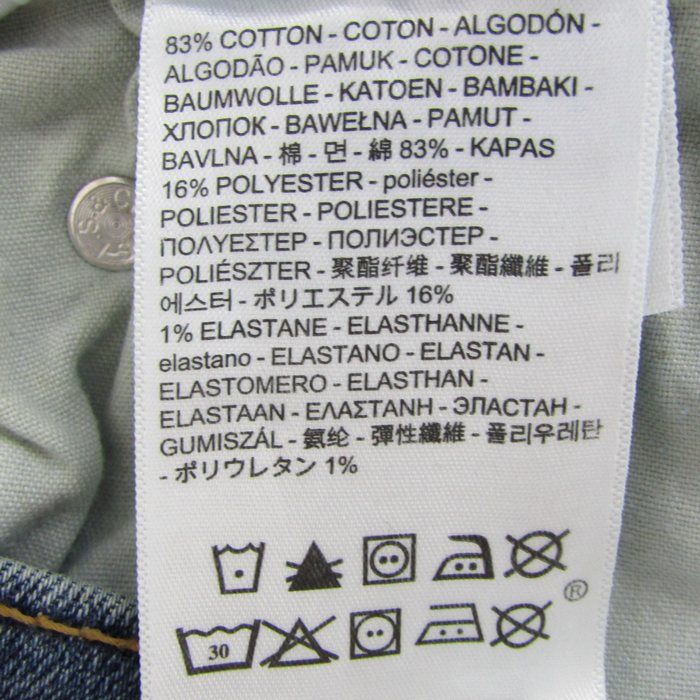 83% COTTON - COTON - ALGODÓN -
ALGODÃO - PAMUK - COTONE -
BAUMWOLLE - KATOEN - BAMBAKI -
ХЛОПОК - BAWEŁNA - PAMUT -
BAVLNA - 棉 - 면 - 綿 83% - KAPAS
16% POLYESTER - poliéster -
POLIESTER - POLIESTERE -
ΠΟΛΥΕΣΤΕΡ - ПОЛИЭСТЕР -
POLIÉSZTER - 聚酯纤维 - 聚酯纖維 - 폴리
에스터 - ポリエステル 16%
1% ELASTANE - ELASTHANNE -
elastano - ELASTANO - ELASTAN -
ELASTOMERO - ELASTHAN -
ELASTAAN - ΕΛΑΣΤΑΝΗ - ЭЛАСТАН -
GUMISZÁL - 氨纶 - 彈性纖維 - 폴리우레탄
- ポリウレタン 1%
®
30